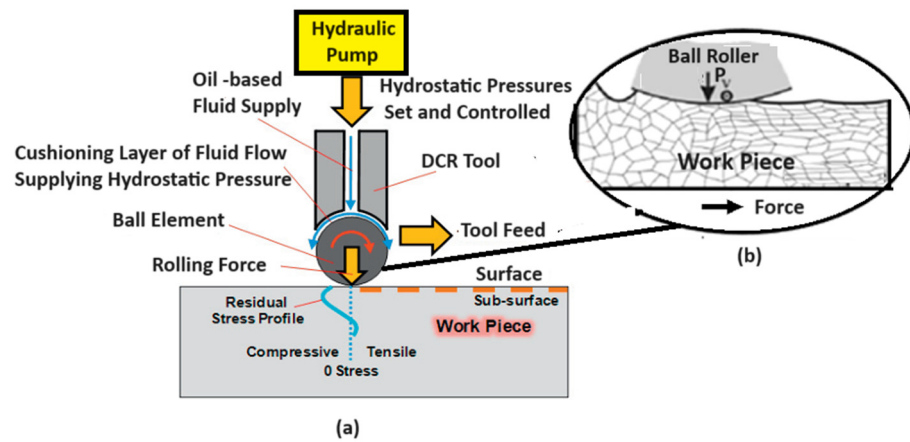 Hydraulic
Pump
Oil -based
Fluid Supply
Hydrostatic Pressures
Set and Controlled
Cushioning Layer of Fluid Flow
Supplying Hydrostatic Pressure
DCR Tool
Ball Element
Tool Feed
Rolling Force
Surface
Sub-surface
Residual
Stress Profile
Work Piece
Compressive
Tensile
0 Stress
(a)
Ball Roller
P
V
Work Piece
Force
(b)